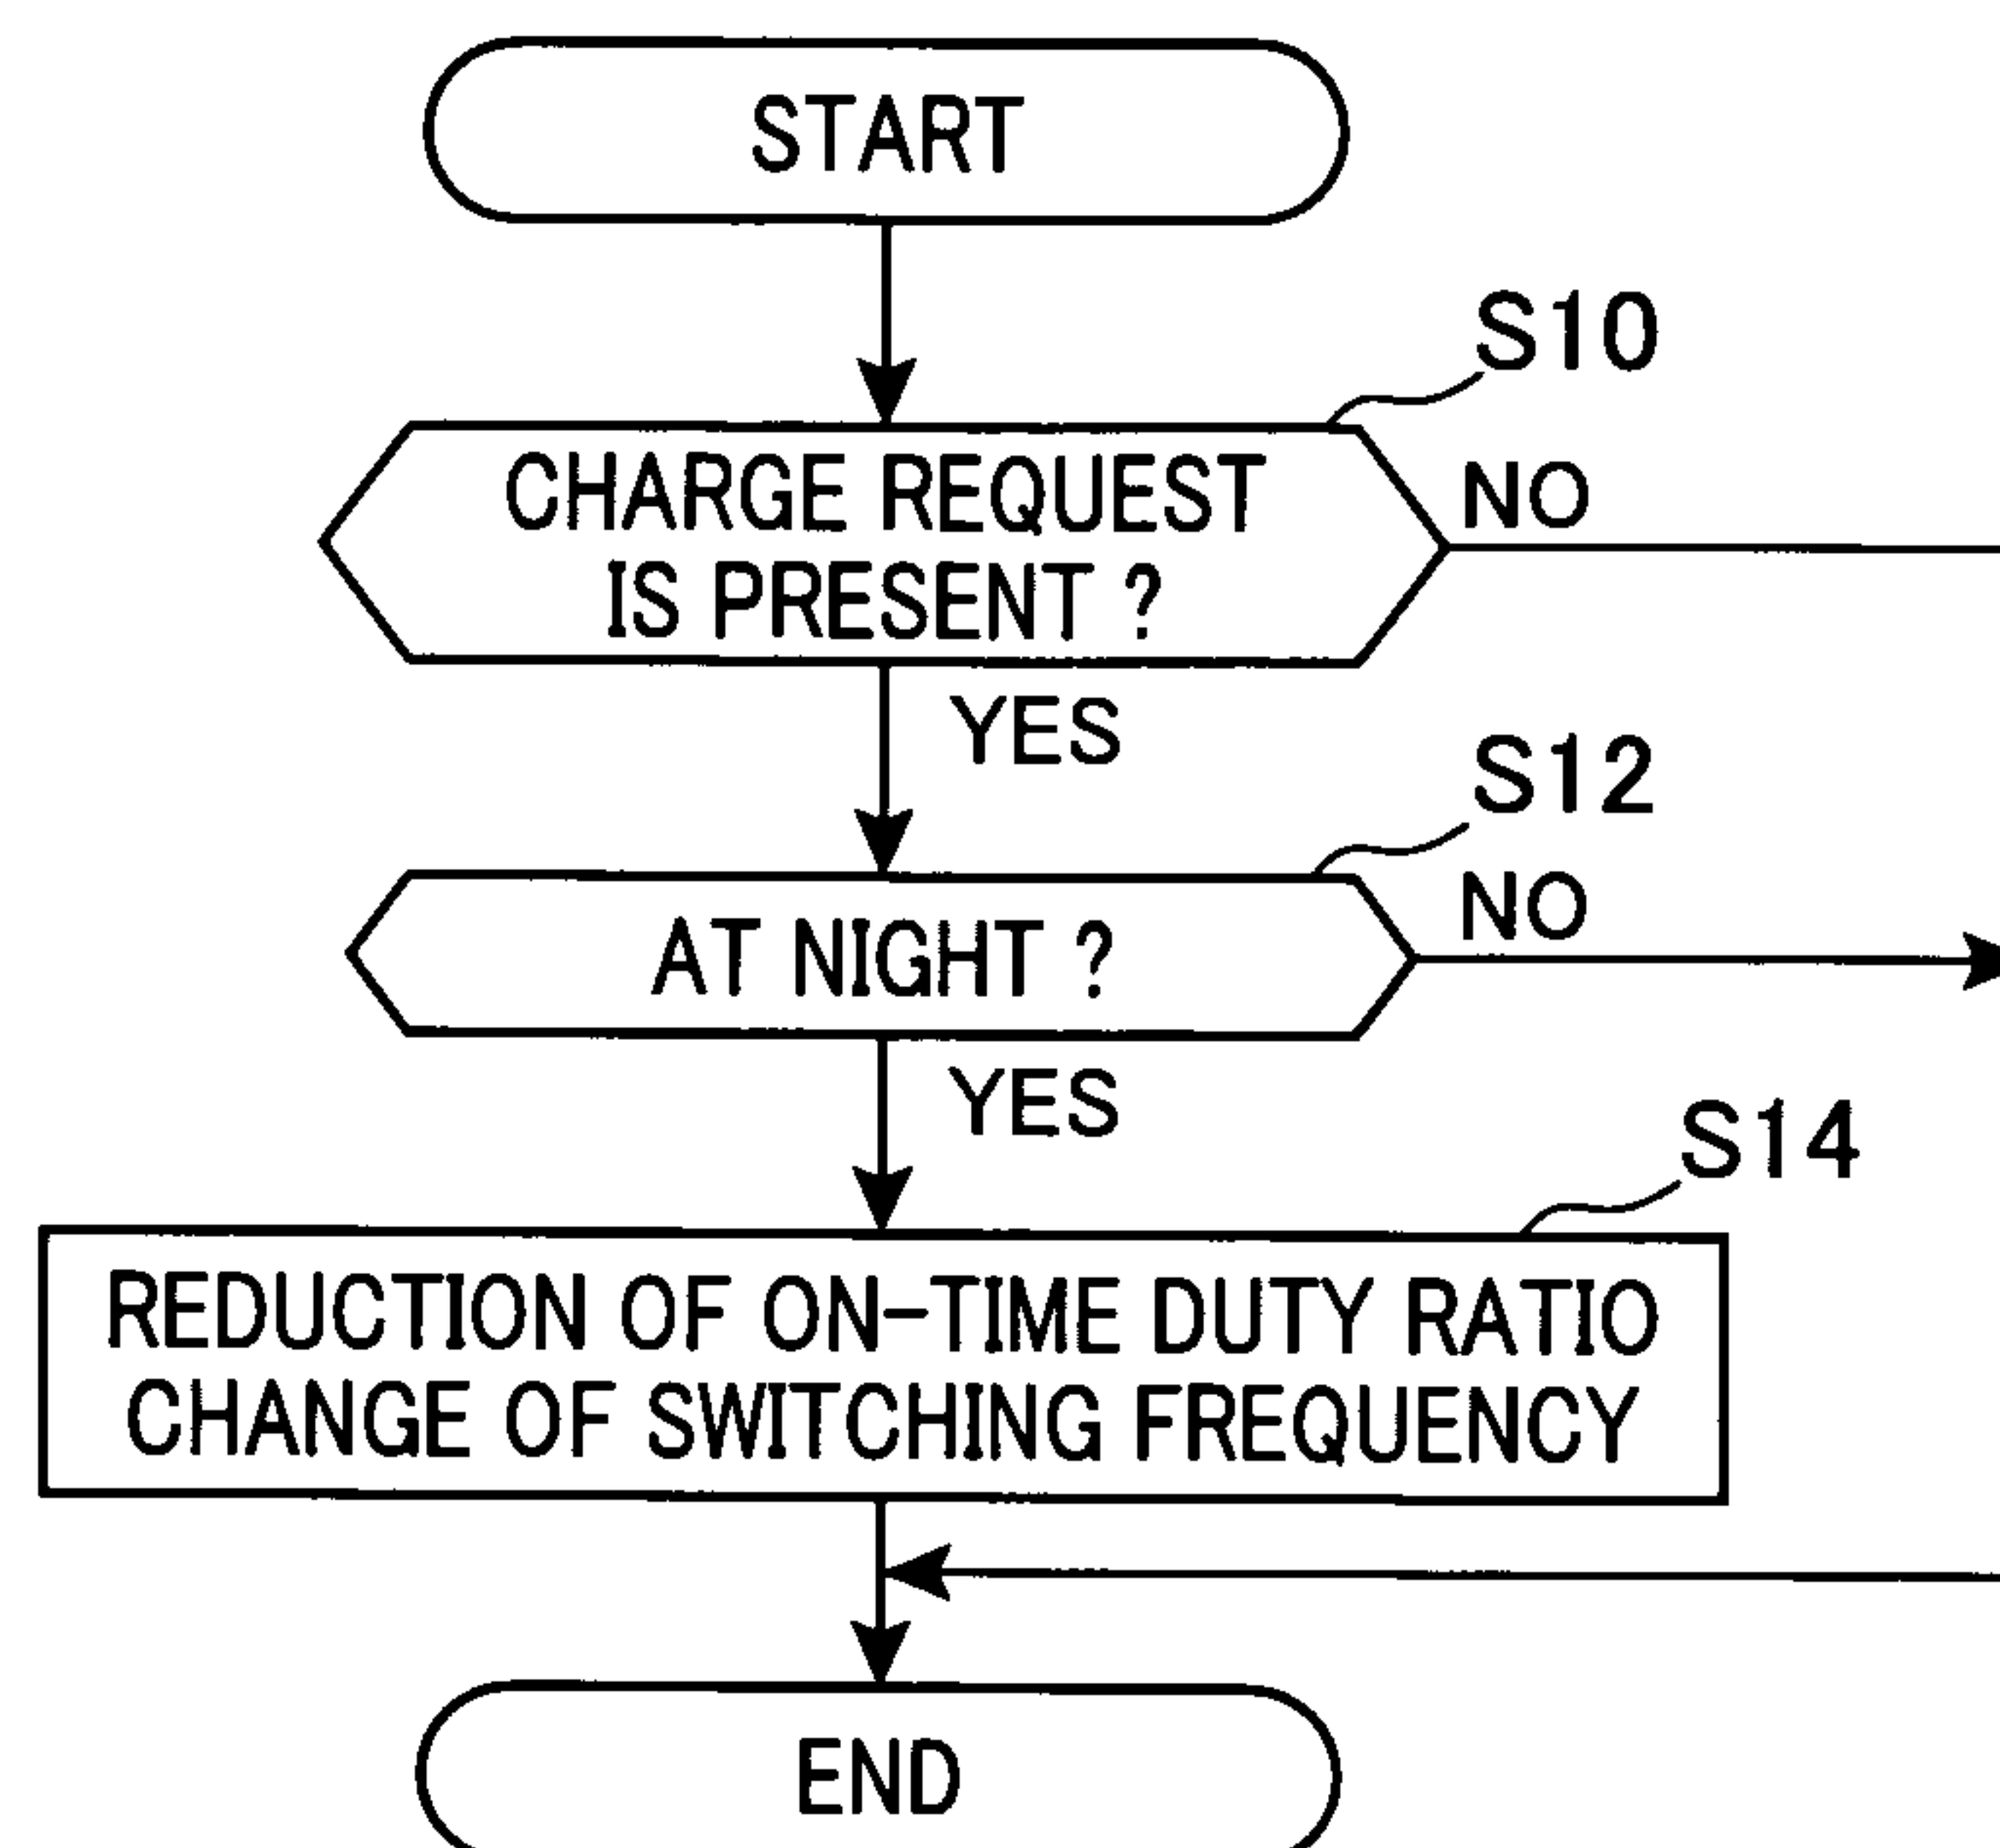 START
S10
CHARGE REQUEST
IS PRESENT ?
NO
YES
S12
AT NIGHT ?
NO
YES
S14
REDUCTION OF ON-TIME DUTY RATIO
CHANGE OF SWITCHING FREQUENCY
END